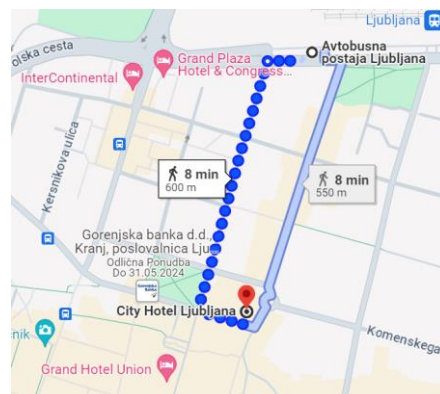 Ljubljana
Avtobusna
postaja Ljubljana
olska cesta
Grand Plaza
Hotel & Congress...
InterContinental
Kersnikova ulica
8 min
600 m
8 min
550 m
Gorenjska banka d.d.,
Kranj, poslovalnica Lju
Odlična Ponudba
Do 31.05.2024
City Hotel Ljubljana
Komenskega
nik
Grand Hotel Union